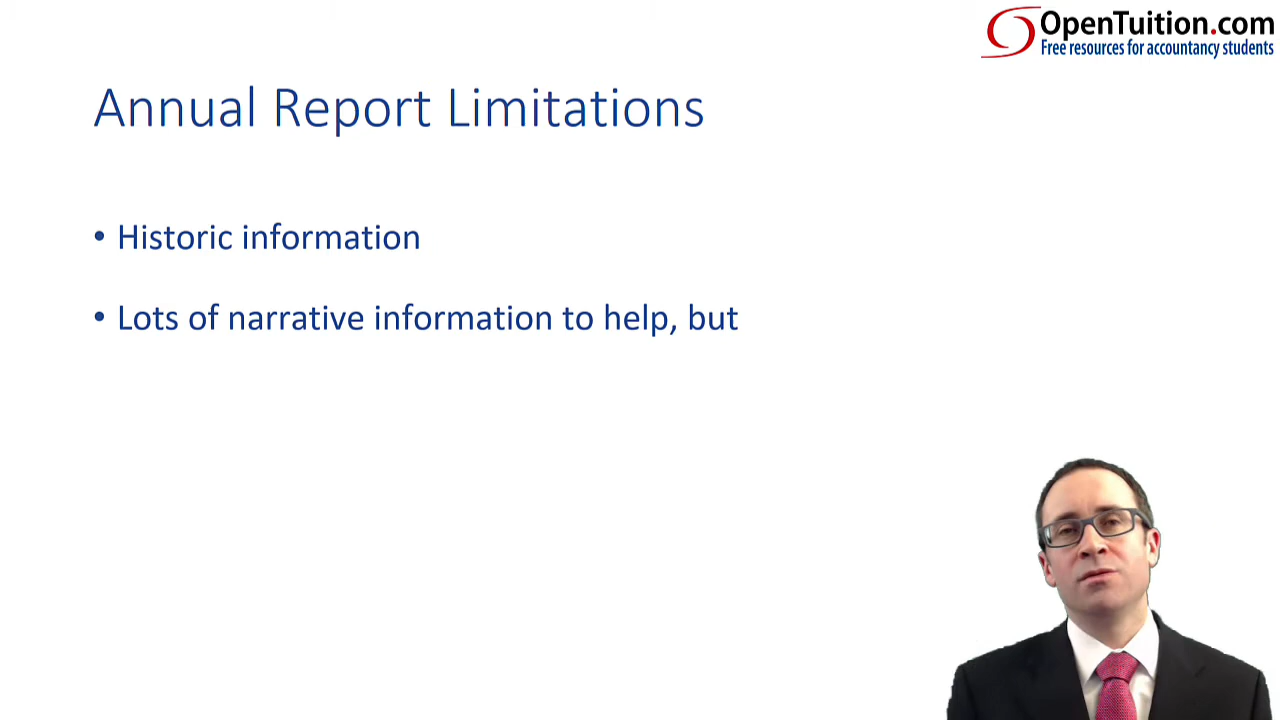 OpenTuition.com
Free resources for accountancy students
Annual Report Limitations
• Historic information
• Lots of narrative information to help, but